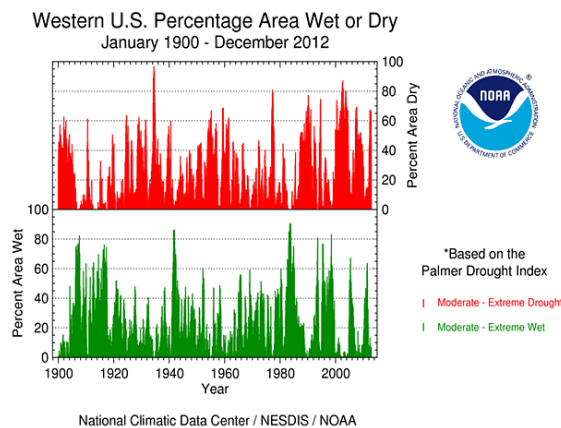 Western U.S. Percentage Area Wet or Dry
January 1900 - December 2012
100
80
60
40
20
0
Percent Area Dry
100
80
60
40
20
0
Percent Area Wet
1900 1920 1940 1960 1980 2000
Year
National Climatic Data Center / NESDIS / NOAA
NATIONAL OCEANIC AND ATMOSPHERIC ADMINISTRATION
NOAA
U.S. DEPARTMENT OF COMMERCE
®
*Based on the
Palmer Drought Index
Moderate - Extreme Drought
Moderate - Extreme Wet